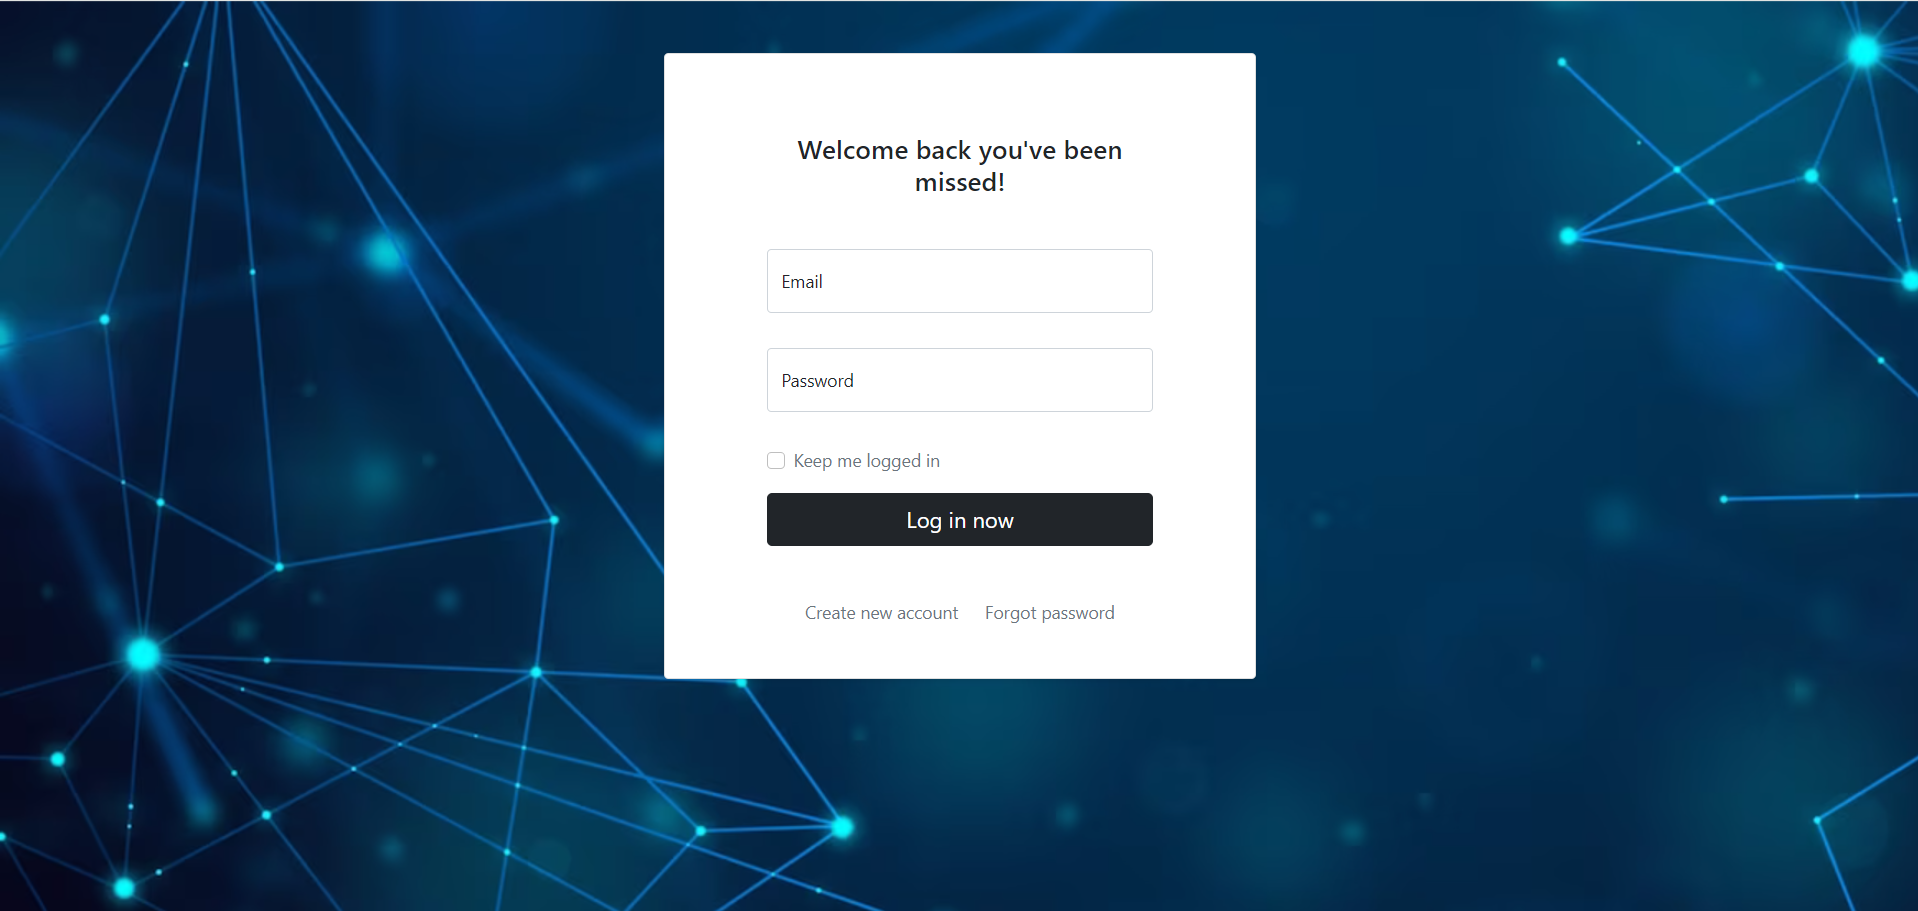 Welcome back you've been
missed!
Email
Password
Keep me logged in
Log in now
Create new account Forgot password